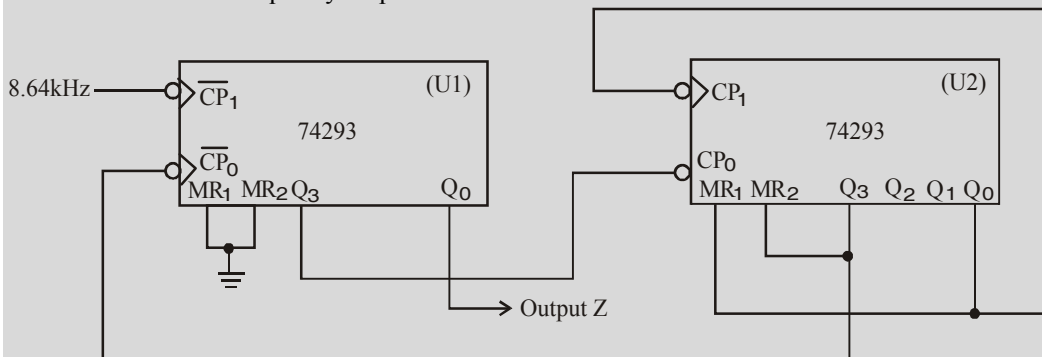 8.64kHz
CP1
(U1)
74293
CP0
MR1 MR2 Q3 Q0
Output Z
CP1
(U2)
74293
CP0
MR1 MR2 Q3 Q2 Q1 Q0